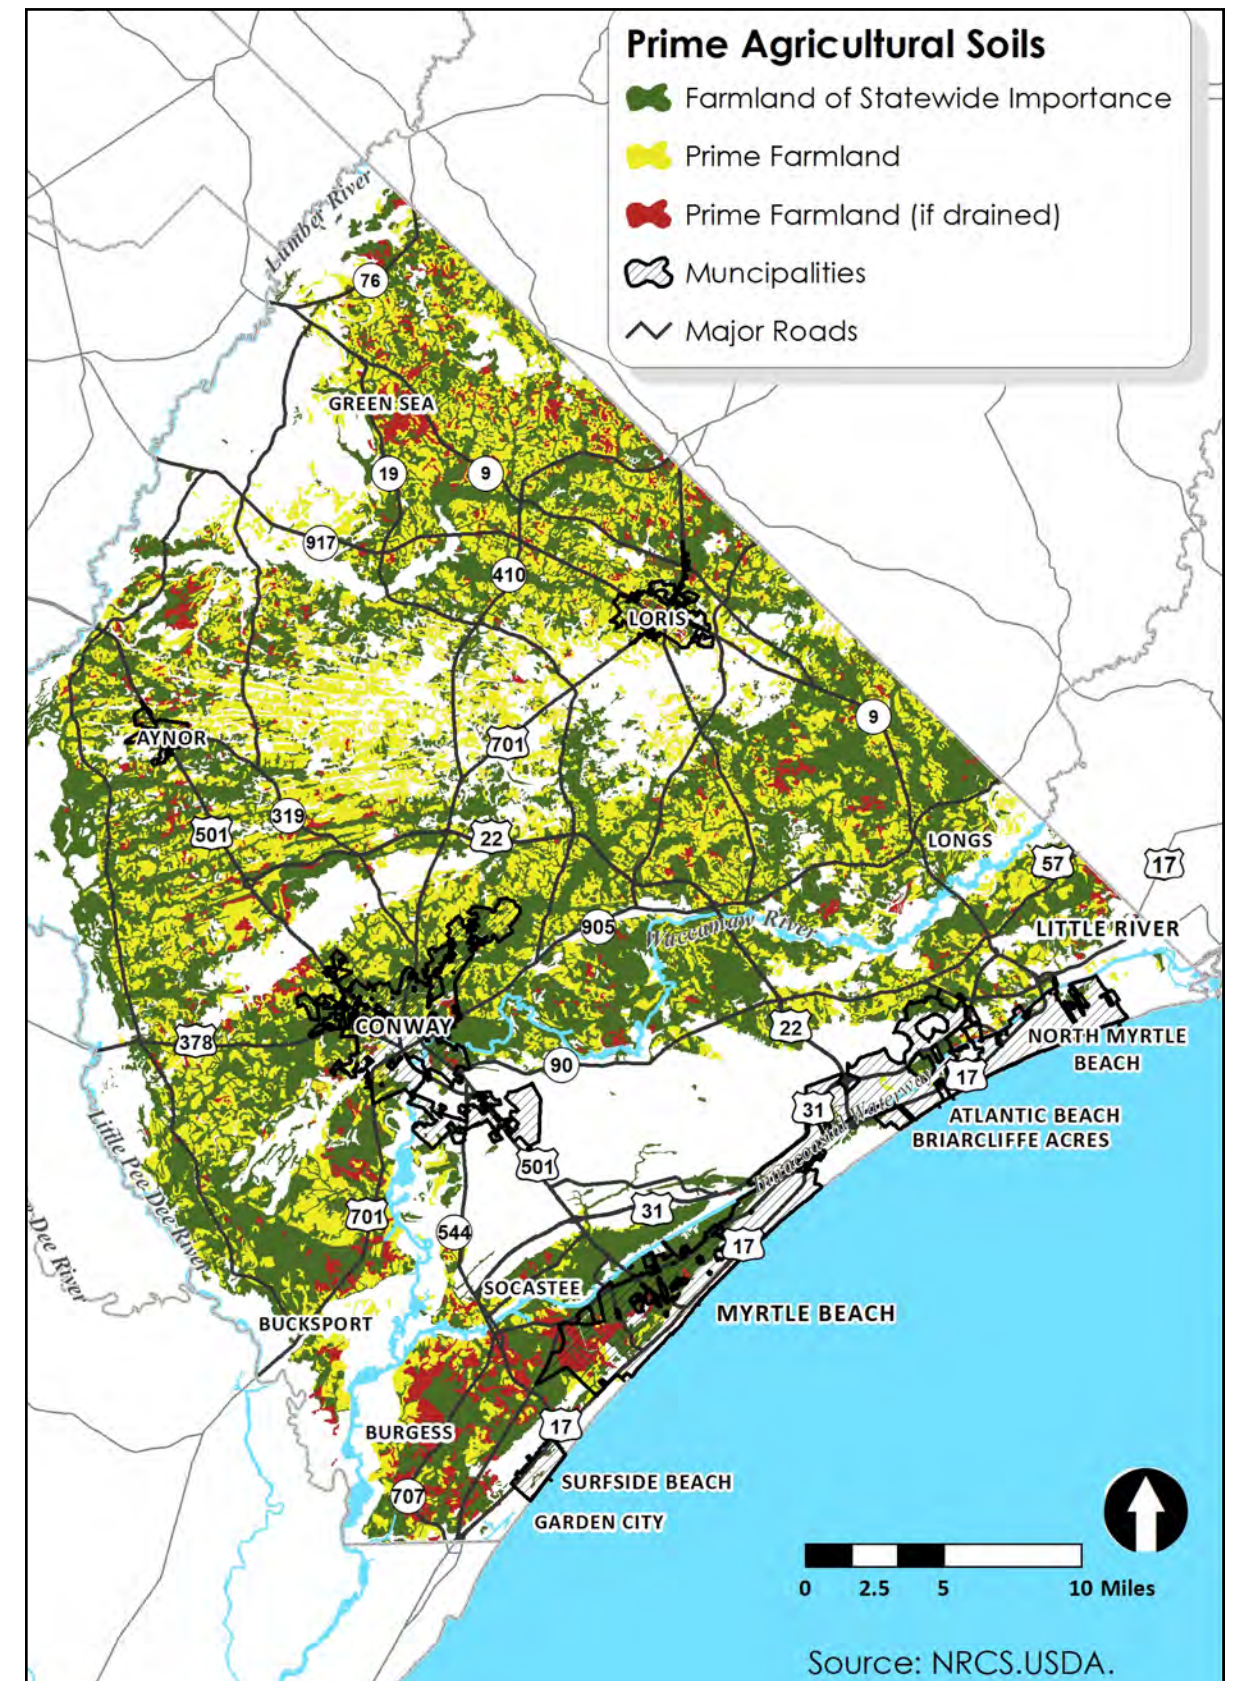 Prime Agricultural Soils
Farmland of Statewide Importance
Prime Farmland
Prime Farmland (if drained)
Muncipalities
Major Roads
Lumber River
76
GREEN SEA
19
9
917
410
LORIS
9
AYNOR
701
319
501
22
LONGS
57
17
905
Waccamaw River
LITTLE RIVER
CONWAY
378
22
90
NORTH MYRTLE
BEACH
17
31
ATLANTIC BEACH
BRIARCLIFFE ACRES
Intracoastal Waterway
Little Pee Dee River
501
701
31
544
17
Dee River
SOCASTEE
MYRTLE BEACH
BUCKSPORT
17
BURGESS
SURFSIDE BEACH
707
GARDEN CITY
0 2.5 5 10 Miles
Source: NRCS.USDA.